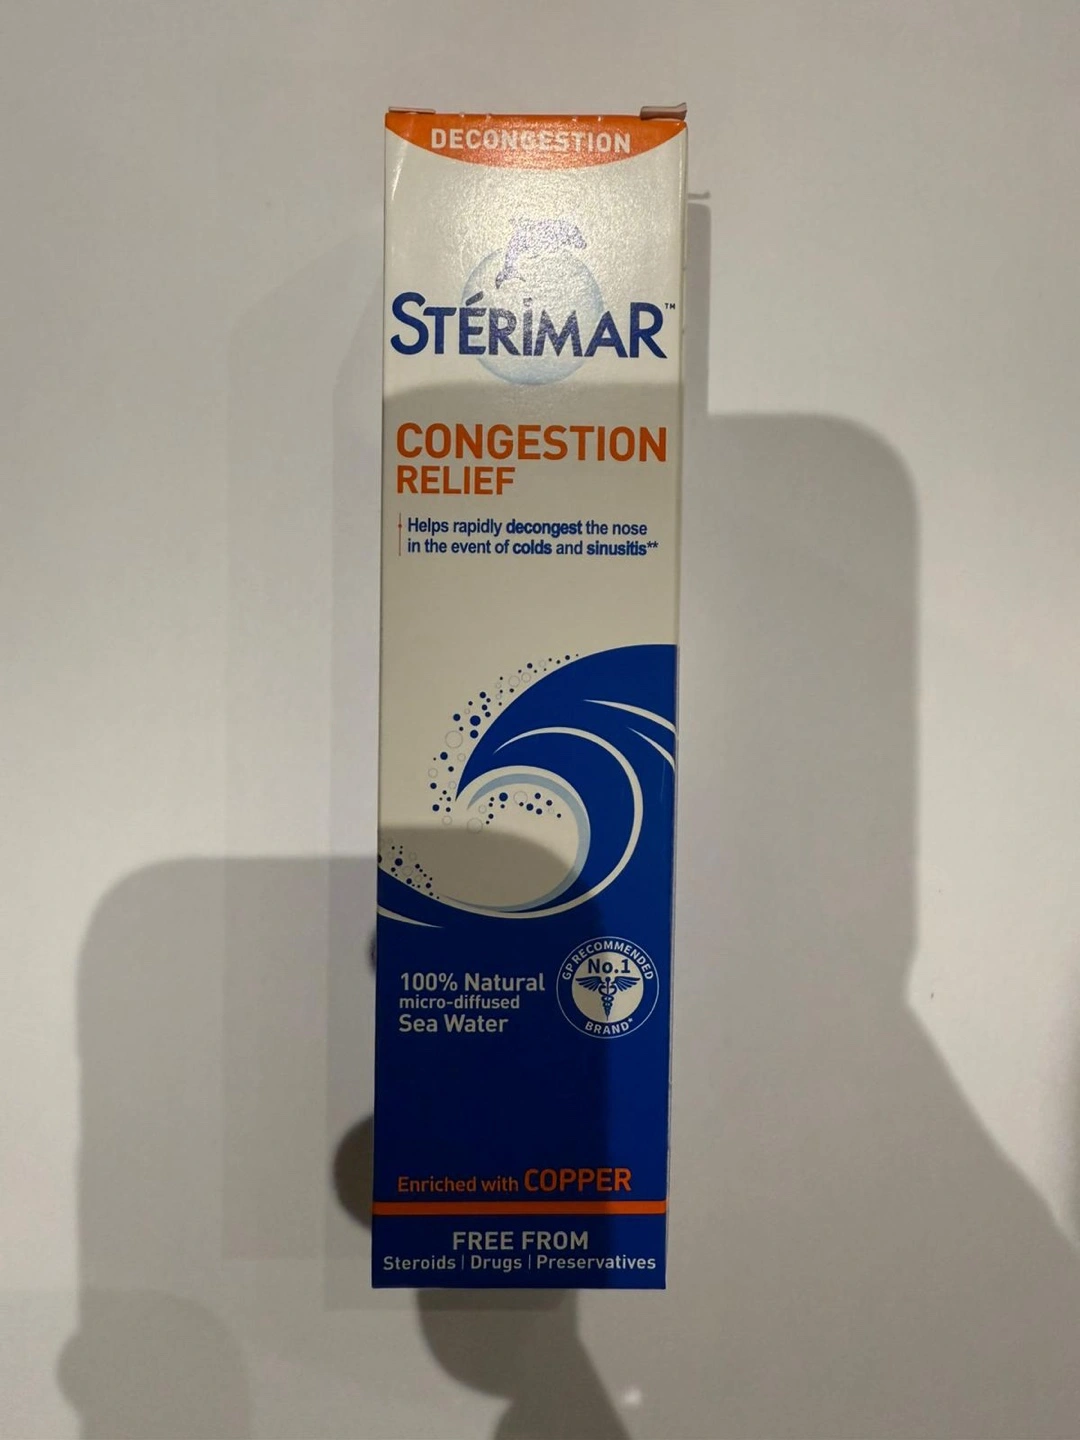 DECONGESTION
STÉRIMAR™
CONGESTION
RELIEF
Helps rapidly decongest the nose
in the event of colds and sinusitis**
100% Natural
micro-diffused
Sea Water
GP RECOMMENDED
No.1
BRAND*
Enriched with COPPER
FREE FROM
Steroids | Drugs | Preservatives